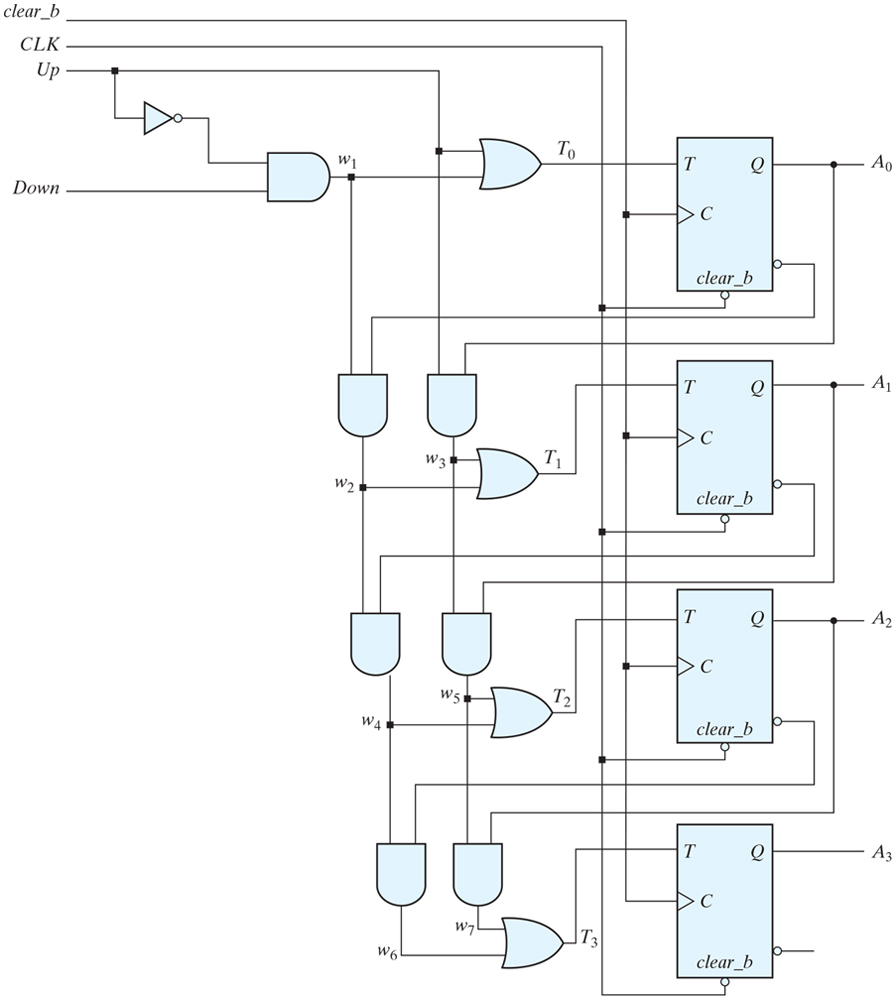 clear_b
CLK
Up
Down
w1
T0
T Q A0
C
clear_b
w3
w2
T1
T Q A1
C
clear_b
w5
w4
T2
T Q A2
C
clear_b
w7
w6
T3
T Q A3
C
clear_b